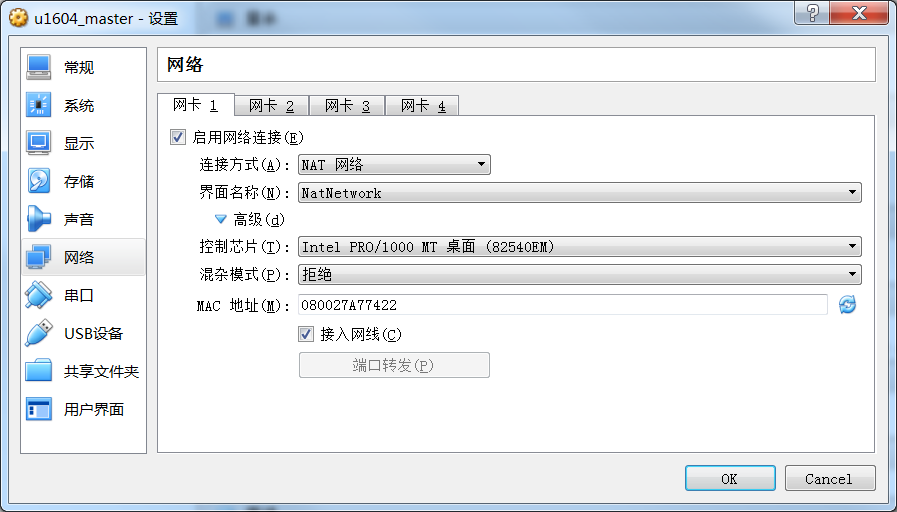 u1604_master - 设置
?
常规
系统
显示
存储
声音
网络
串口
USB设备
共享文件夹
用户界面
网络
网卡 1 网卡 2 网卡 3 网卡 4
启用网络连接(E)
连接方式(A): NAT 网络
界面名称(N): NatNetwork
高级(d)
控制芯片(T): Intel PRO/1000 MT 桌面 (82540EM)
混杂模式(P): 拒绝
MAC 地址(M): 080027A77422
接入网线(C)
端口转发(P)
OK Cancel